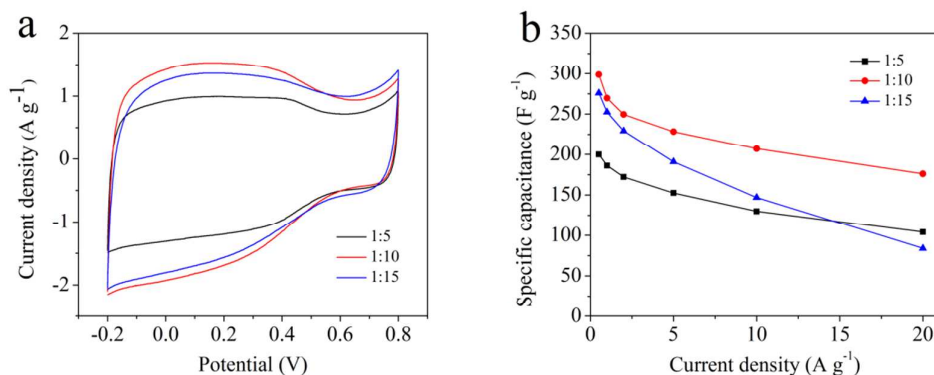 a
Current density (A g⁻¹)
2
1
0
-1
-2
1:5
1:10
1:15
-0.2 0.0 0.2 0.4 0.6 0.8
Potential (V)
b
Specific capacitance (F g⁻¹)
350
300
250
200
150
100
50
0
1:5
1:10
1:15
0 5 10 15 20
Current density (A g⁻¹)